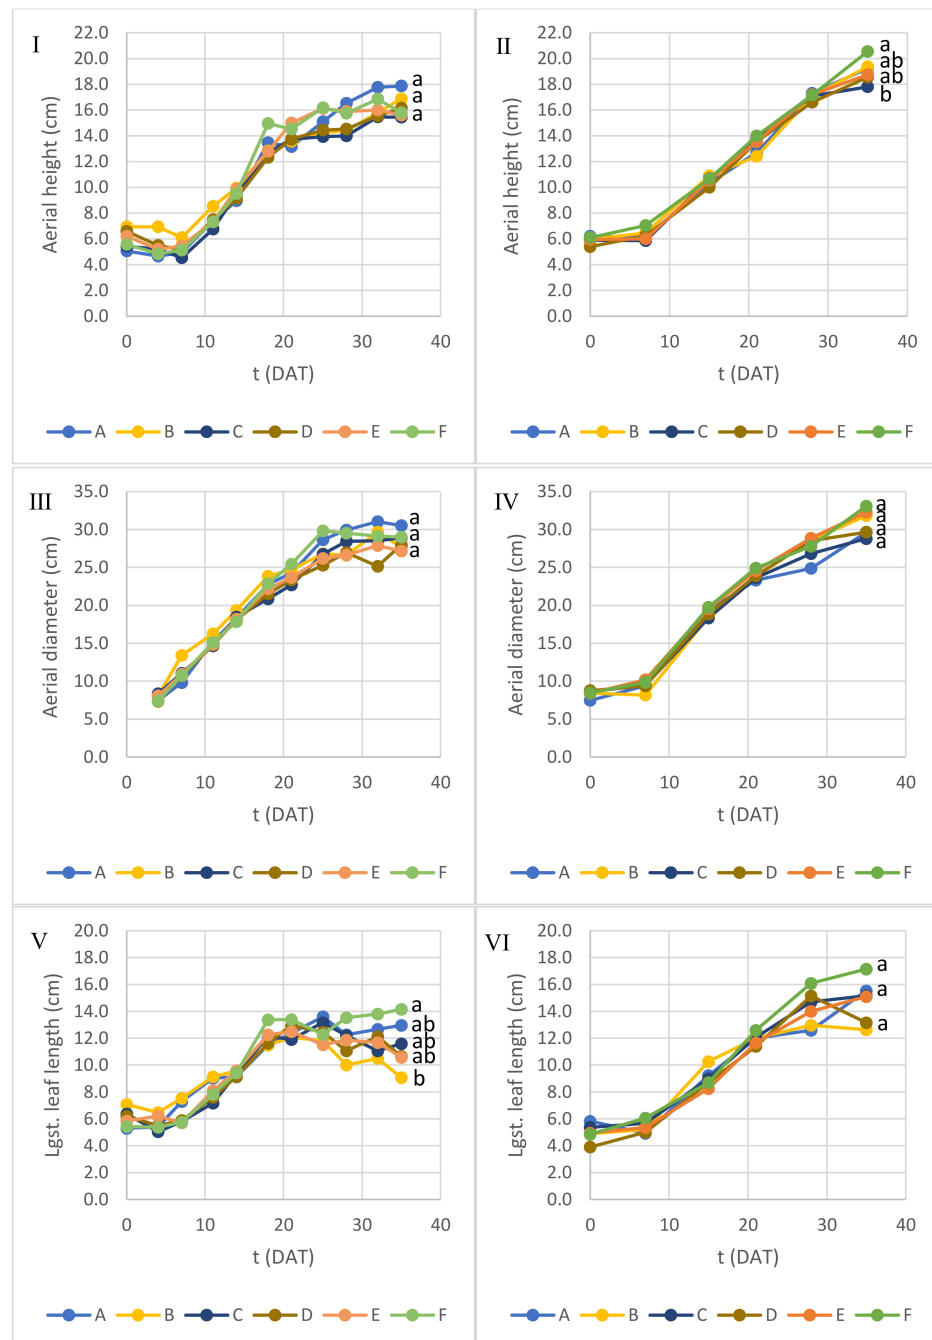 I
Aerial height (cm)
22.0
20.0
18.0
16.0
14.0
12.0
10.0
8.0
6.0
4.0
2.0
0.0
a
a
a
0 10 20 30 40
t (DAT)
A B C D E F
II
Aerial height (cm)
22.0
20.0
18.0
16.0
14.0
12.0
10.0
8.0
6.0
4.0
2.0
0.0
a
ab
ab
b
0 10 20 30 40
t (DAT)
A B C D E F
III
Aerial diameter (cm)
35.0
30.0
25.0
20.0
15.0
10.0
5.0
0.0
a
a
a
0 10 20 30 40
t (DAT)
A B C D E F
IV
Aerial diameter (cm)
35.0
30.0
25.0
20.0
15.0
10.0
5.0
0.0
a
a
a
a
0 10 20 30 40
t (DAT)
A B C D E F
V
Lgst. leaf length (cm)
20.0
18.0
16.0
14.0
12.0
10.0
8.0
6.0
4.0
2.0
0.0
a
ab
ab
ab
b
0 10 20 30 40
t (DAT)
A B C D E F
VI
Lgst. leaf length (cm)
20.0
18.0
16.0
14.0
12.0
10.0
8.0
6.0
4.0
2.0
0.0
a
a
a
0 10 20 30 40
t (DAT)
A B C D E F